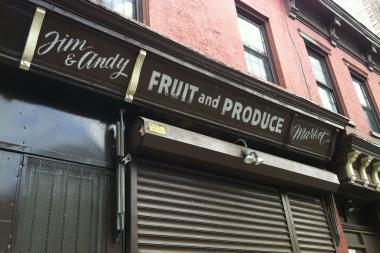 Jim
& Andy
FRUIT and PRODUCE
Market